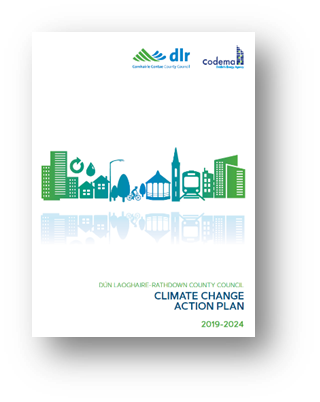 dlr
Codema
Comhairle Contae County Council
DÚN LAOGHAIRE-RATHDOWN COUNTY COUNCIL
CLIMATE CHANGE
ACTION PLAN
2019-2024